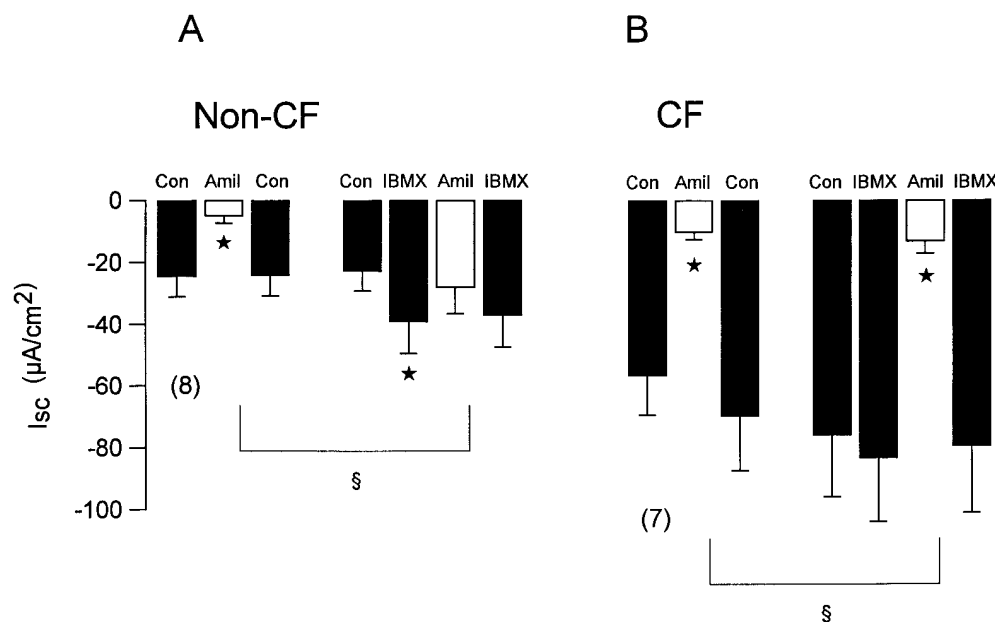 A
B
Non-CF
CF
Con Amil Con Con IBMX Amil IBMX
Con Amil Con Con IBMX Amil IBMX
0
-20
-40
-60
-80
-100
Isc (µA/cm²)
★
★
★
★
(8)
§
(7)
§